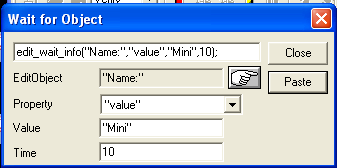 Wait for Object
edit_wait_info("Name:","value","Mini",10);
Close
EditObject
"Name:"
Paste
Property
"value"
Value
"Mini"
Time
10